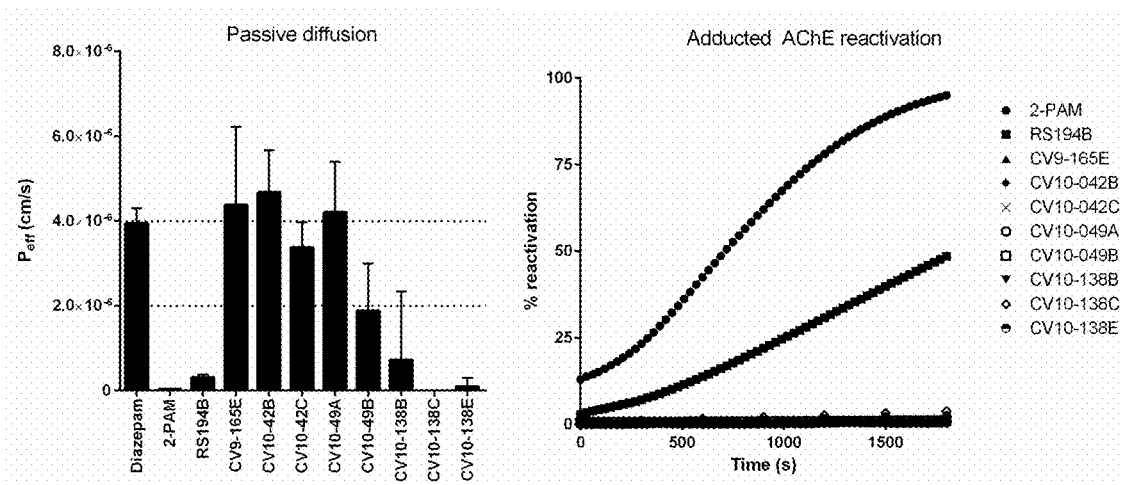 Passive diffusion
8.0×10⁻⁶
6.0×10⁻⁶
4.0×10⁻⁶
2.0×10⁻⁶
0
Peff (cm/s)
Diazepam
2-PAM
RS194B
CV9-165E
CV10-42B
CV10-42C
CV10-49A
CV10-49B
CV10-138B
CV10-138C
CV10-138E
Adducted AChE reactivation
100
75
50
25
0
% reactivation
0 500 1000 1500
Time (s)
2-PAM
RS194B
CV9-165E
CV10-042B
CV10-042C
CV10-049A
CV10-049B
CV10-138B
CV10-138C
CV10-138E